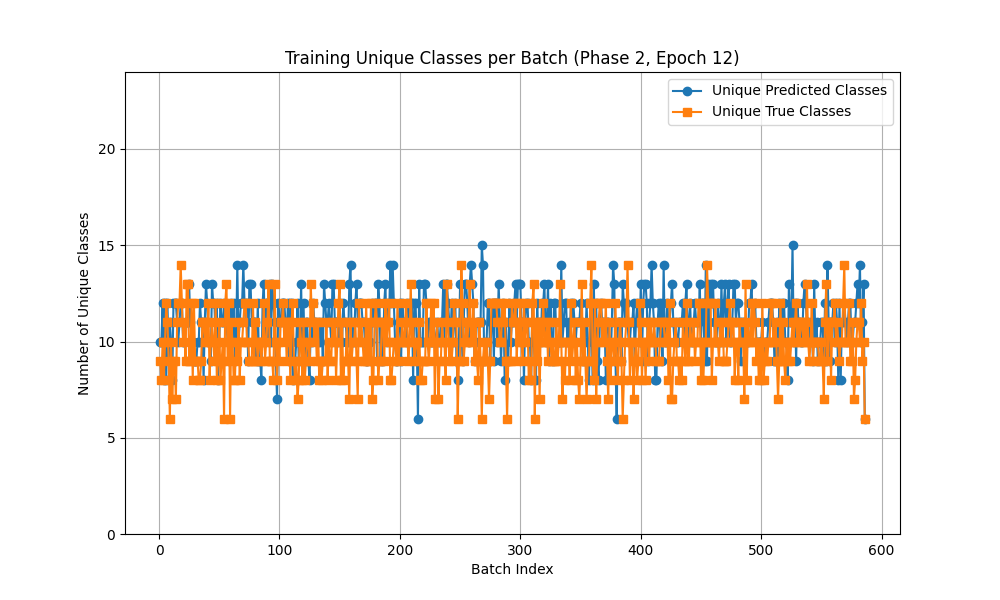 Training Unique Classes per Batch (Phase 2, Epoch 12)
Unique Predicted Classes
Unique True Classes
Number of Unique Classes
20
15
10
5
0
0 100 200 300 400 500 600
Batch Index